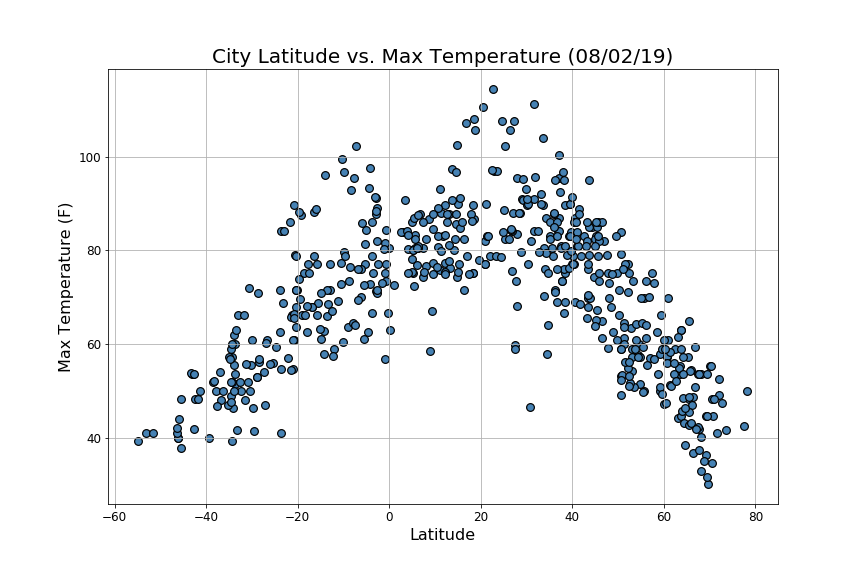 City Latitude vs. Max Temperature (08/02/19)
Max Temperature (F)
100
80
60
40
−60 −40 −20 0 20 40 60 80
Latitude